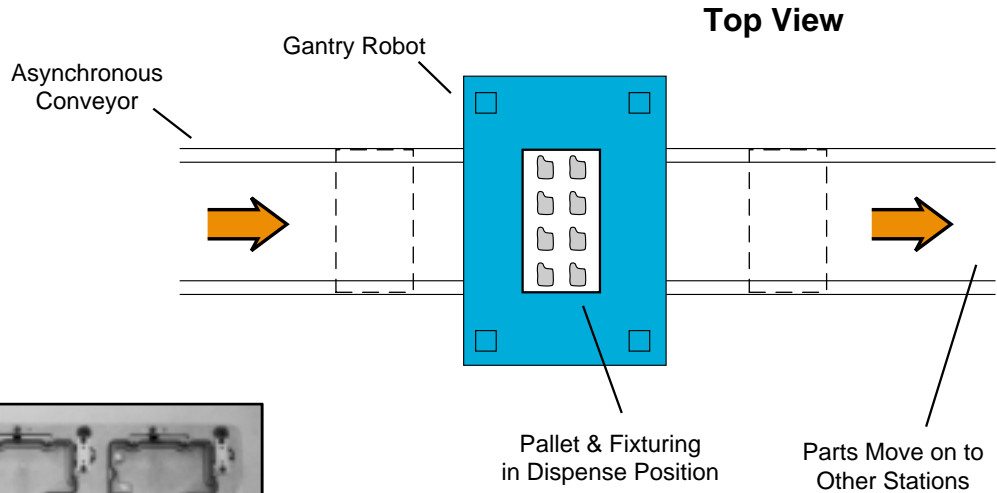 Top View
Gantry Robot
Asynchronous
Conveyor
Pallet & Fixturing
in Dispense Position
Parts Move on to
Other Stations